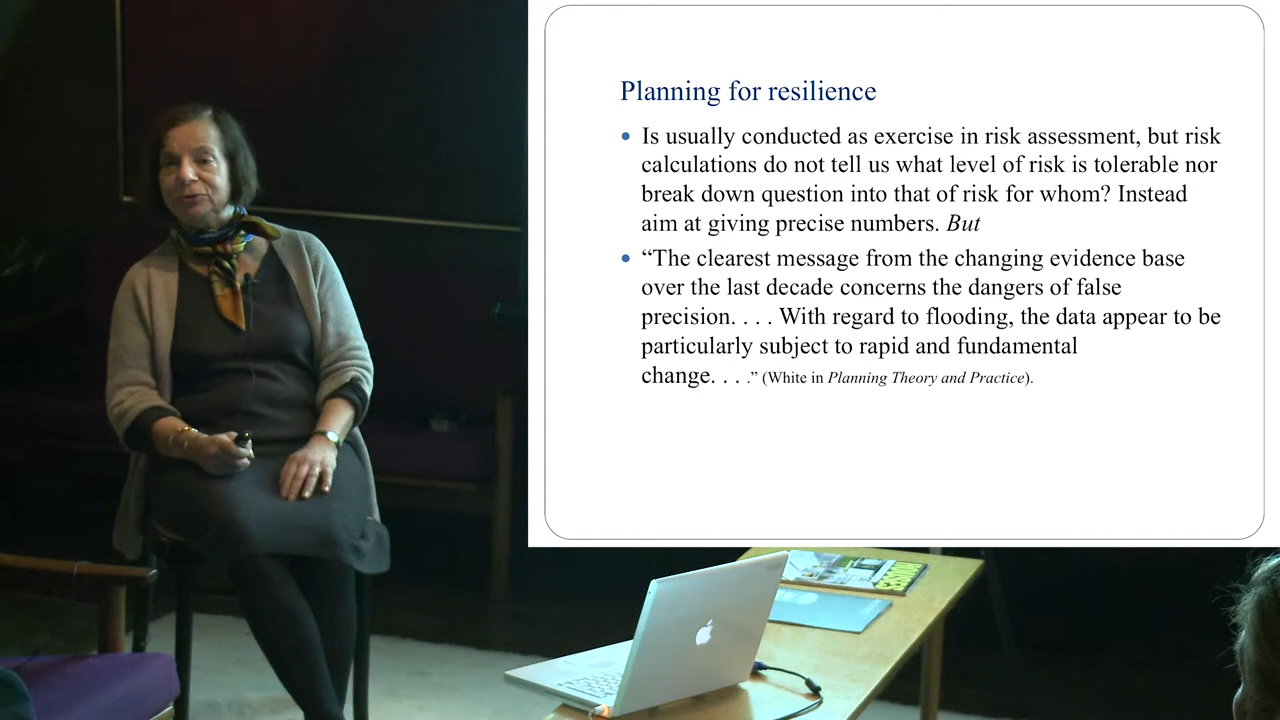 Planning for resilience
• Is usually conducted as exercise in risk assessment, but risk
calculations do not tell us what level of risk is tolerable nor
break down question into that of risk for whom? Instead
aim at giving precise numbers. But
• “The clearest message from the changing evidence base
over the last decade concerns the dangers of false
precision. . . . With regard to flooding, the data appear to be
particularly subject to rapid and fundamental
change. . . .” (White in Planning Theory and Practice).